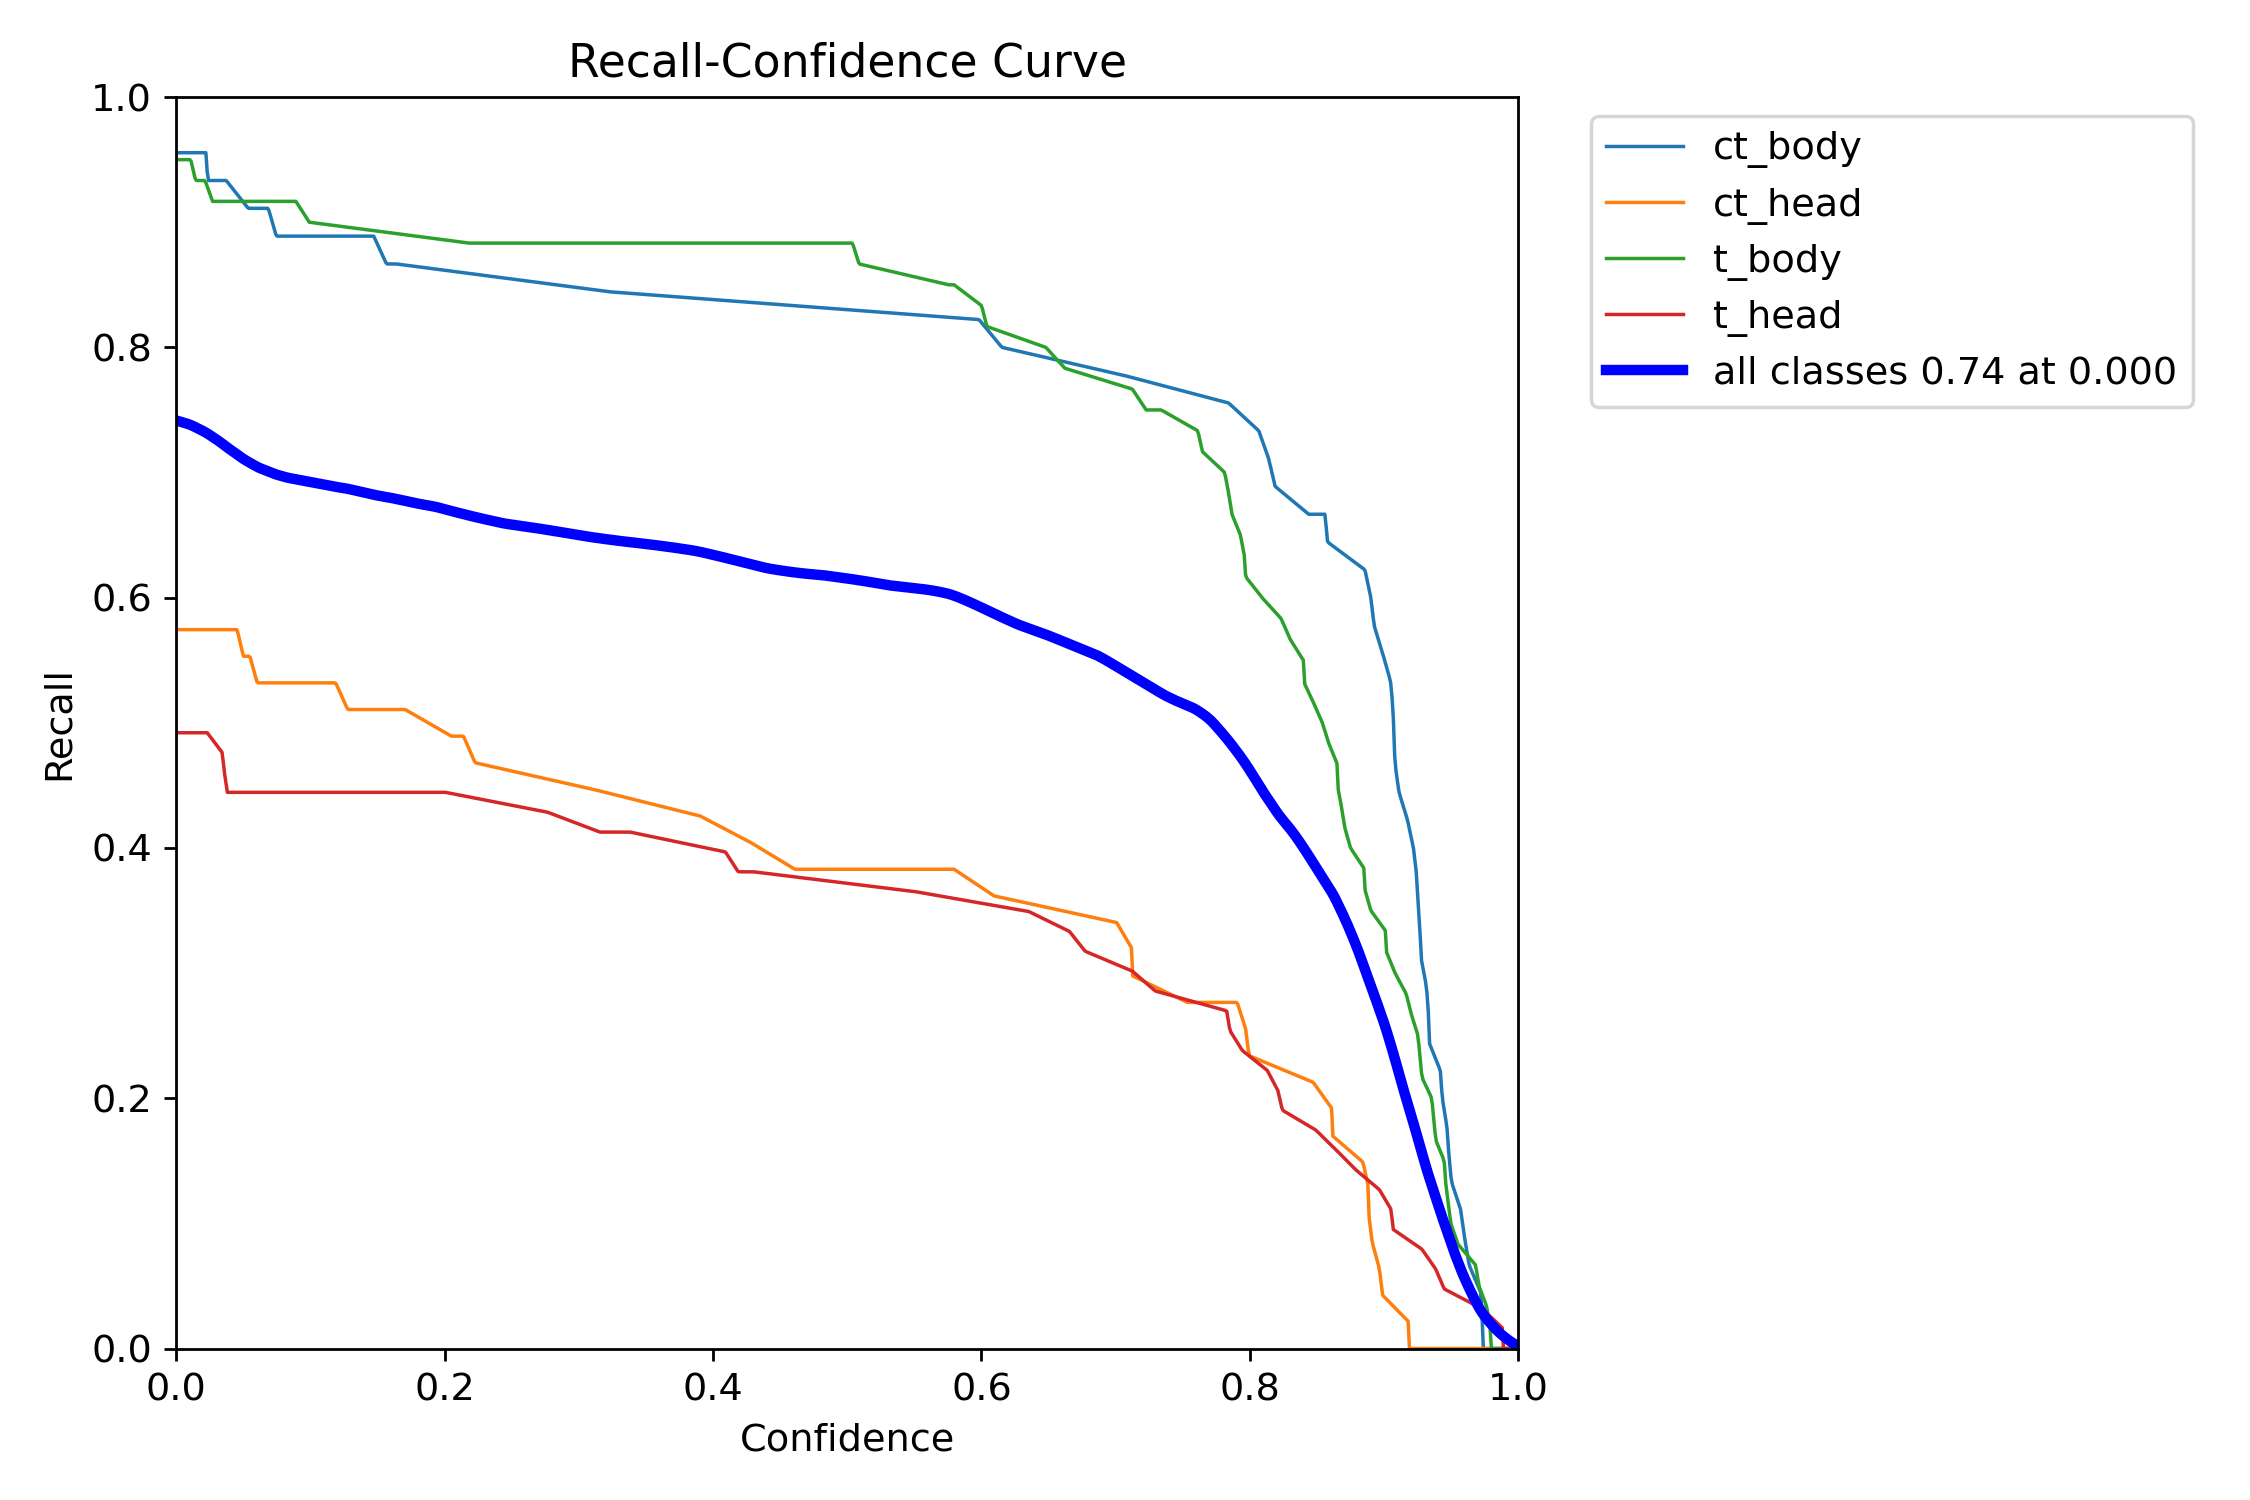 Recall-Confidence Curve
1.0
0.8
0.6
0.4
0.2
0.0
Recall
0.0 0.2 0.4 0.6 0.8 1.0
Confidence
ct_body
ct_head
t_body
t_head
all classes 0.74 at 0.000